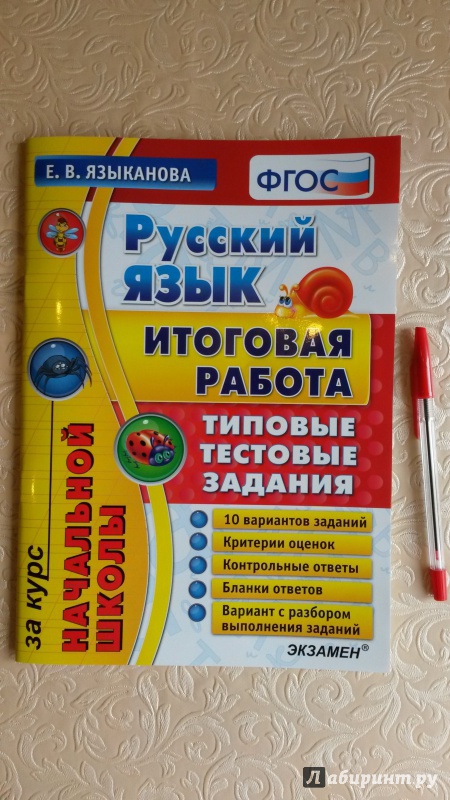 Е. В. ЯЗЫКАНОВА
ФГОС
Русский
ЯЗЫК
ИТОГОВАЯ
РАБОТА
ТИПОВЫЕ
ТЕСТОВЫЕ
ЗАДАНИЯ
за курс
НАЧАЛЬНОЙ
ШКОЛЫ
10 вариантов заданий
Критерии оценок
Контрольные ответы
Бланки ответов
Вариант с разбором
выполнения заданий
ЭКЗАМЕН®
Лабиринт.ру